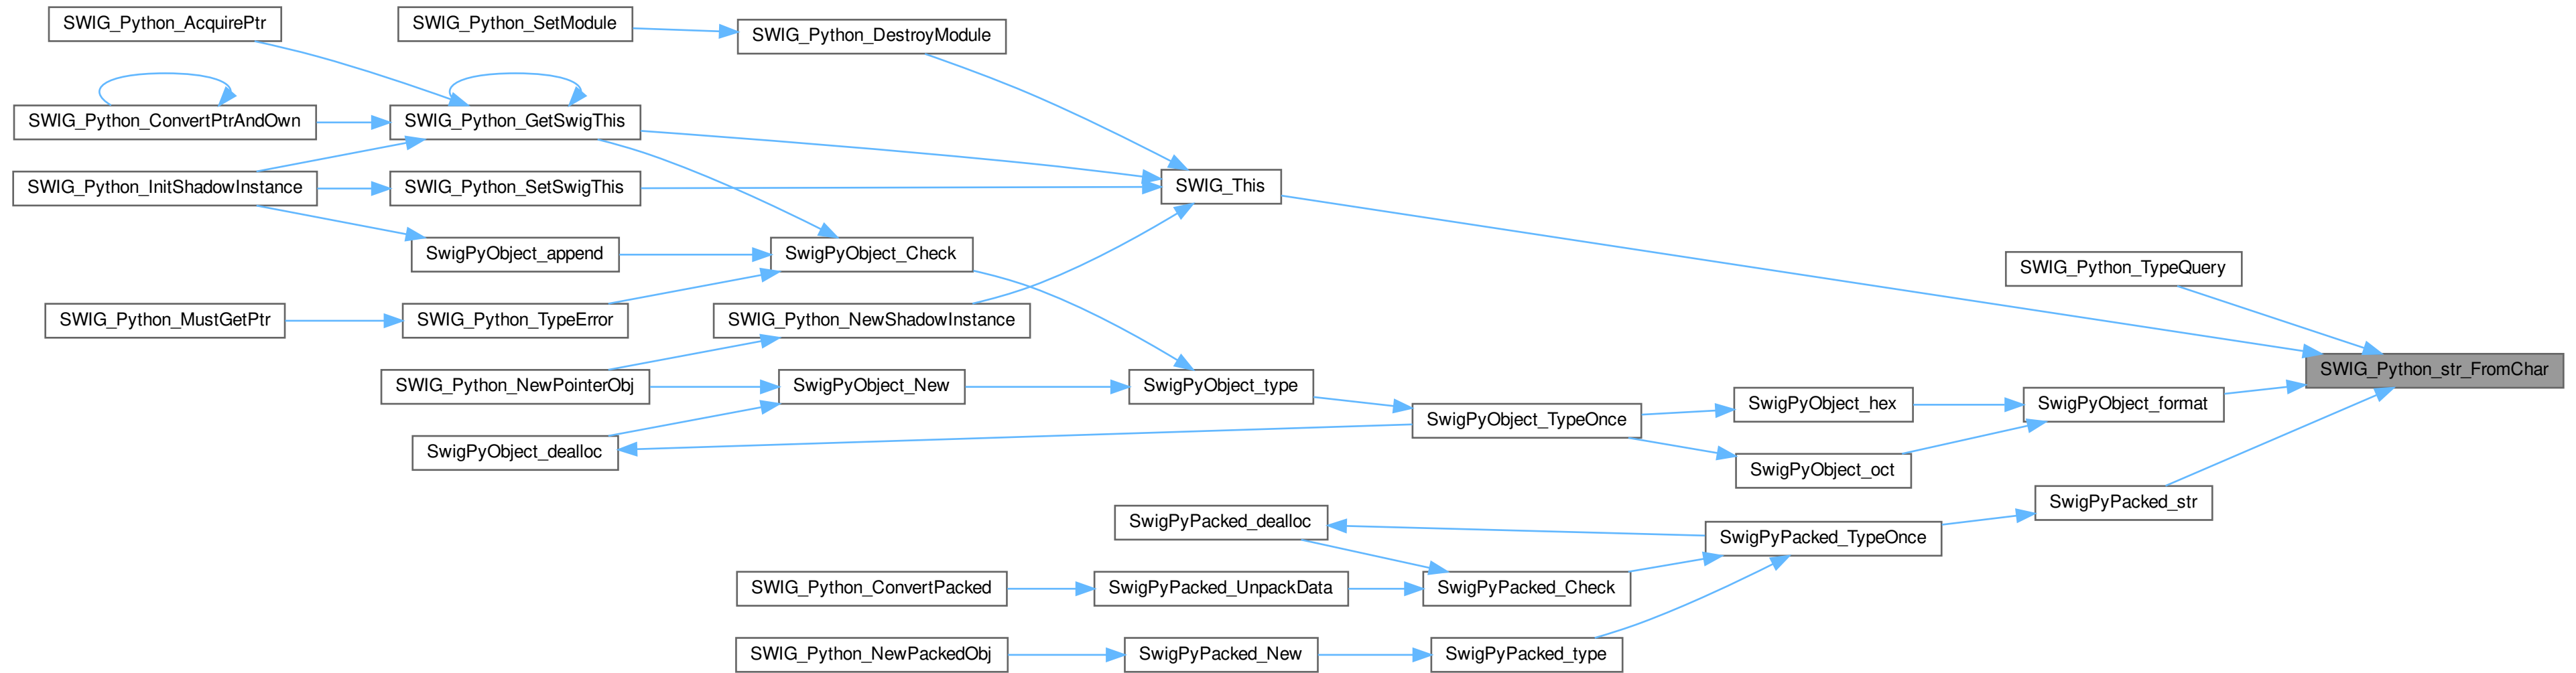 SWIG_Python_AcquirePtr
SWIG_Python_SetModule
SWIG_Python_DestroyModule
SWIG_Python_ConvertPtrAndOwn
SWIG_Python_GetSwigThis
SWIG_Python_InitShadowInstance
SWIG_Python_SetSwigThis
SWIG_This
SwigPyObject_append
SwigPyObject_Check
SWIG_Python_TypeQuery
SWIG_Python_MustGetPtr
SWIG_Python_TypeError
SWIG_Python_NewShadowInstance
SWIG_Python_str_FromChar
SWIG_Python_NewPointerObj
SwigPyObject_New
SwigPyObject_type
SwigPyObject_hex
SwigPyObject_format
SwigPyObject_TypeOnce
SwigPyObject_dealloc
SwigPyObject_oct
SwigPyPacked_str
SwigPyPacked_dealloc
SwigPyPacked_TypeOnce
SWIG_Python_ConvertPacked
SwigPyPacked_UnpackData
SwigPyPacked_Check
SWIG_Python_NewPackedObj
SwigPyPacked_New
SwigPyPacked_type